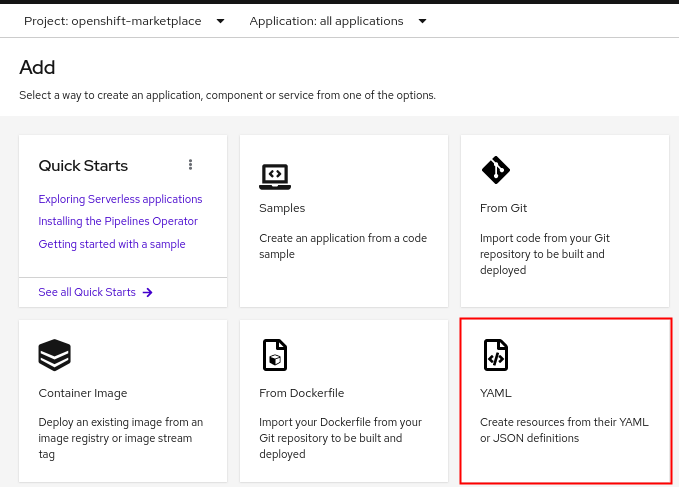 Project: openshift-marketplace
Application: all applications
Add
Select a way to create an application, component or service from one of the options.
Quick Starts
Exploring Serverless applications
Installing the Pipelines Operator
Getting started with a sample
See all Quick Starts
Samples
Create an application from a code
sample
From Git
Import code from your Git
repository to be built and
deployed
Container Image
Deploy an existing image from an
image registry or image stream
tag
From Dockerfile
Import your Dockerfile from your
Git repository to be built and
deployed
YAML
Create resources from their YAML
or JSON definitions